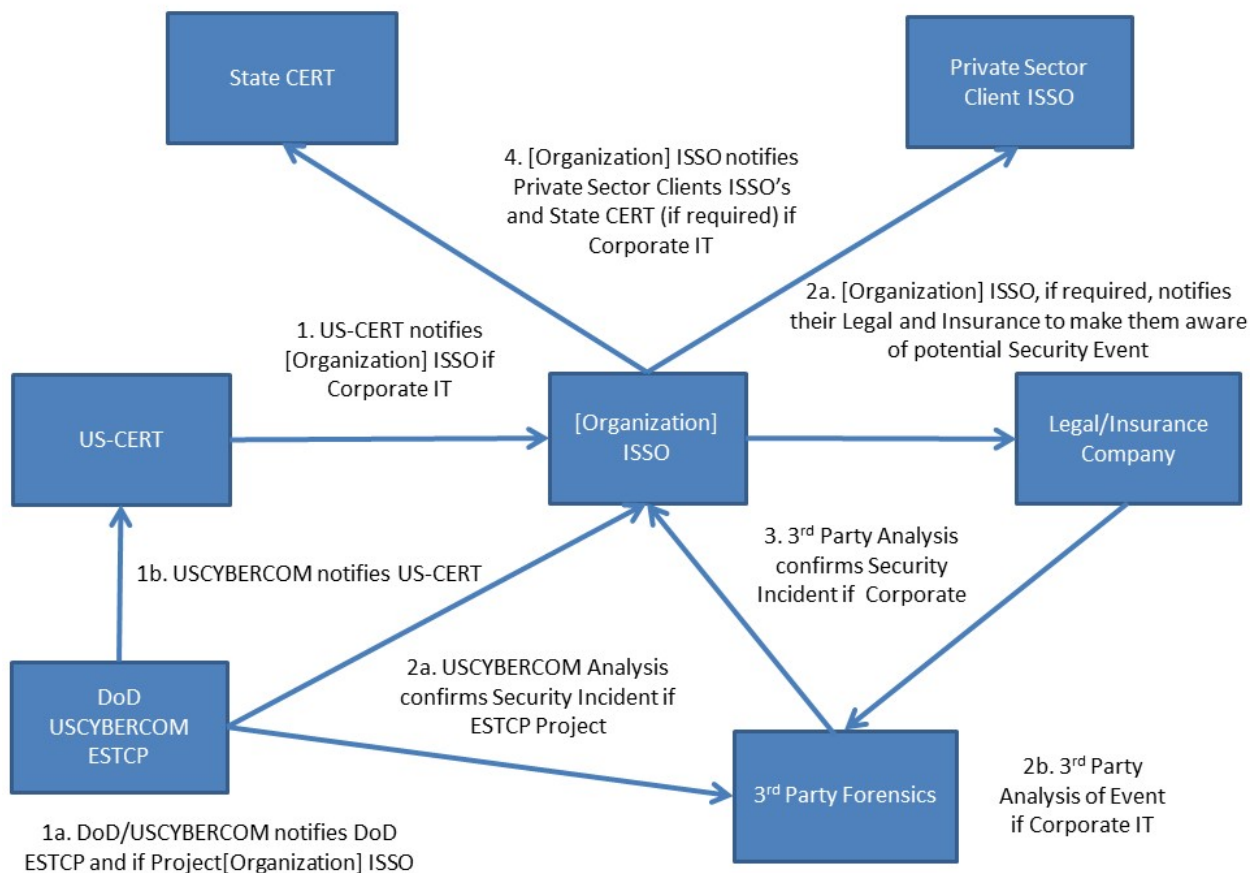 State CERT
Private Sector
Client ISSO
4. [Organization] ISSO notifies
Private Sector Clients ISSO’s
and State CERT (if required) if
Corporate IT
2a. [Organization] ISSO, if required, notifies
their Legal and Insurance to make them aware
of potential Security Event
1. US-CERT notifies
[Organization] ISSO if
Corporate IT
US-CERT
[Organization]
ISSO
Legal/Insurance
Company
1b. USCYBERCOM notifies US-CERT
3. 3rd Party Analysis
confirms Security
Incident if Corporate
DoD
USCYBERCOM
ESTCP
2a. USCYBERCOM Analysis
confirms Security Incident if
ESTCP Project
3rd Party Forensics
2b. 3rd Party
Analysis of Event
if Corporate IT
1a. DoD/USCYBERCOM notifies DoD
ESTCP and if Project[Organization] ISSO